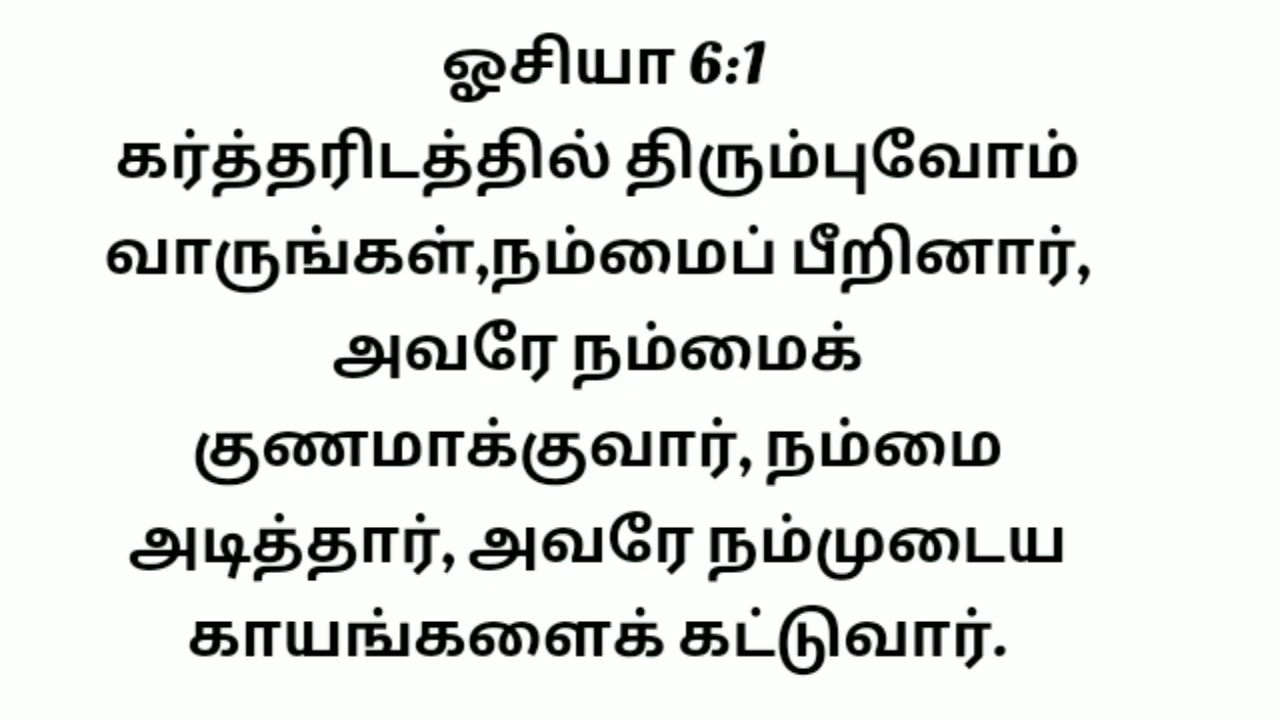 ஓசியா 6:1
கர்த்தரிடத்தில் திரும்புவோம்
வாருங்கள்,நம்மைப் பீறினார்,
அவரே நம்மைக்
குணமாக்குவார், நம்மை
அடித்தார், அவரே நம்முடைய
காயங்களைக் கட்டுவார்.